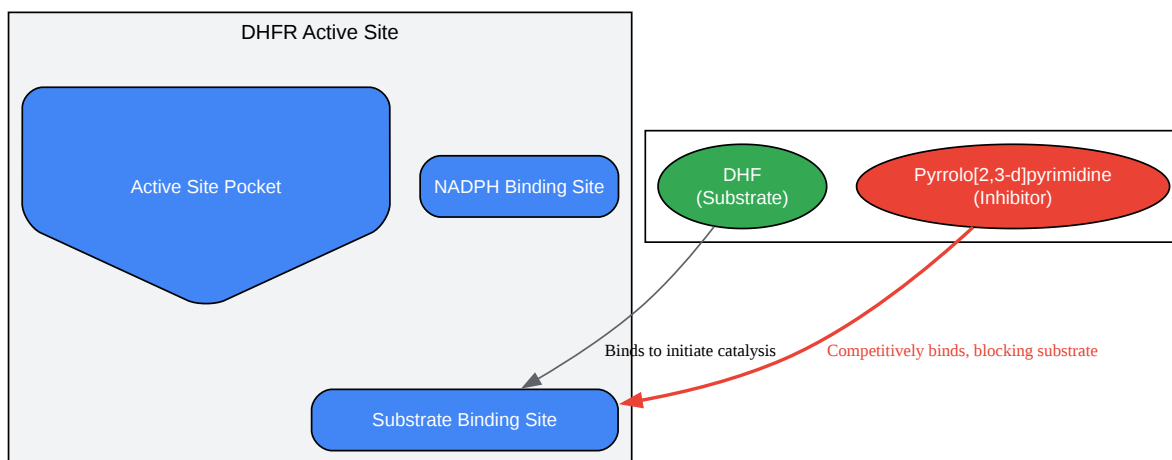 DHFR Active Site
Active Site Pocket
NADPH Binding Site
DHF
(Substrate)
Pyrrolo[2,3-d]pyrimidine
(Inhibitor)
Binds to initiate catalysis
Competitively binds, blocking substrate
Substrate Binding Site